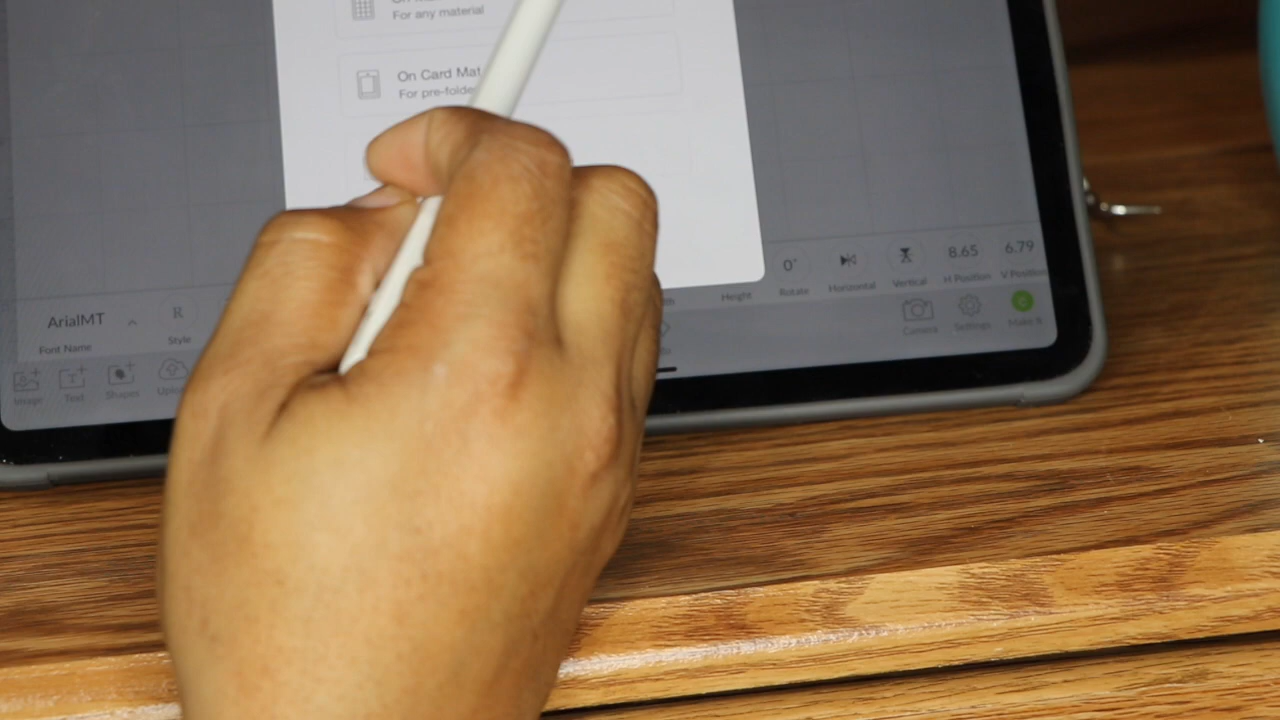 For any material
On Card Mat
For pre-folde
8.65
6.79
0°
H Position
V Position
Vertical
Horizontal
Rotate
Height
ArialMT
R
Font Name
Style
Camera
Settings
Make It
Image
Text
Shapes